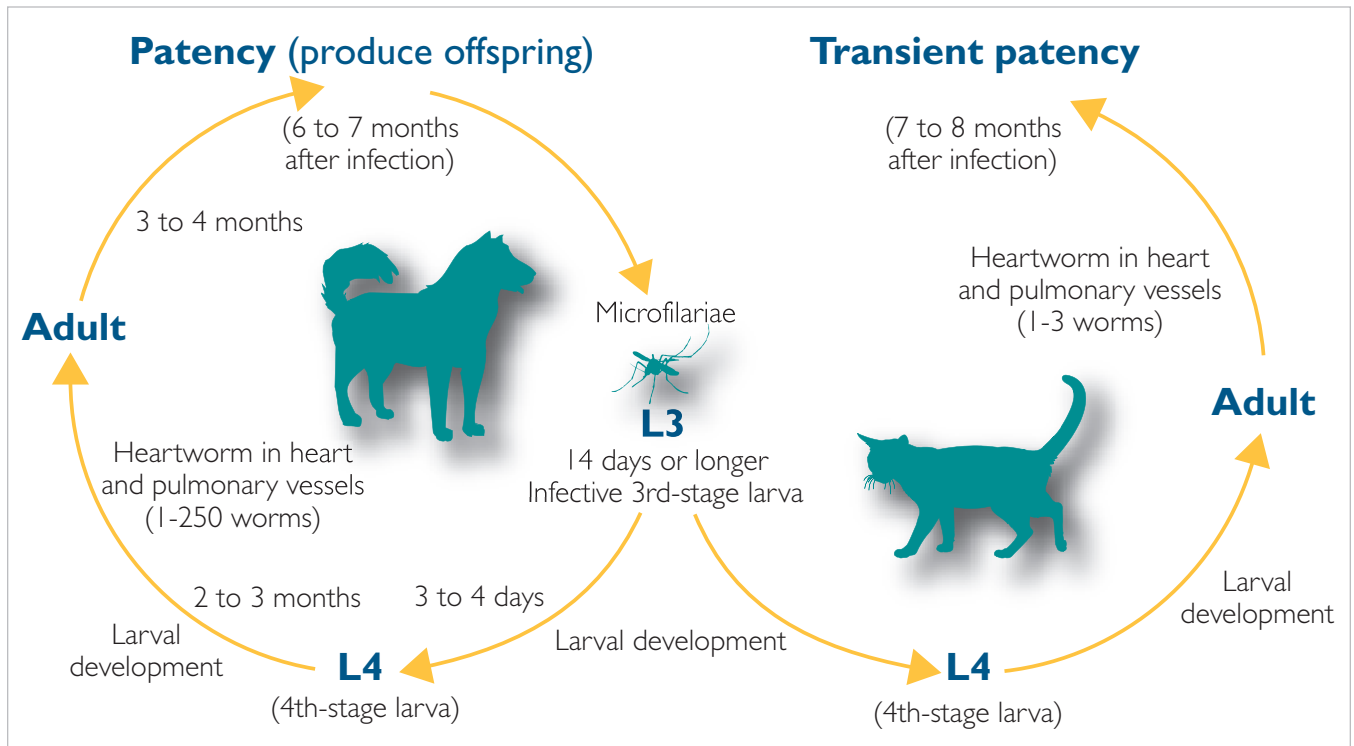 Patency (produce offspring)
(6 to 7 months
after infection)
3 to 4 months
Adult
Heartworm in heart
and pulmonary vessels
(1-250 worms)
2 to 3 months
Larval
development
L4
(4th-stage larva)
3 to 4 days
Microfilariae
L3
14 days or longer
Infective 3rd-stage larva
Larval development
Transient patency
(7 to 8 months
after infection)
Heartworm in heart
and pulmonary vessels
(1-3 worms)
Adult
Larval
development
L4
(4th-stage larva)